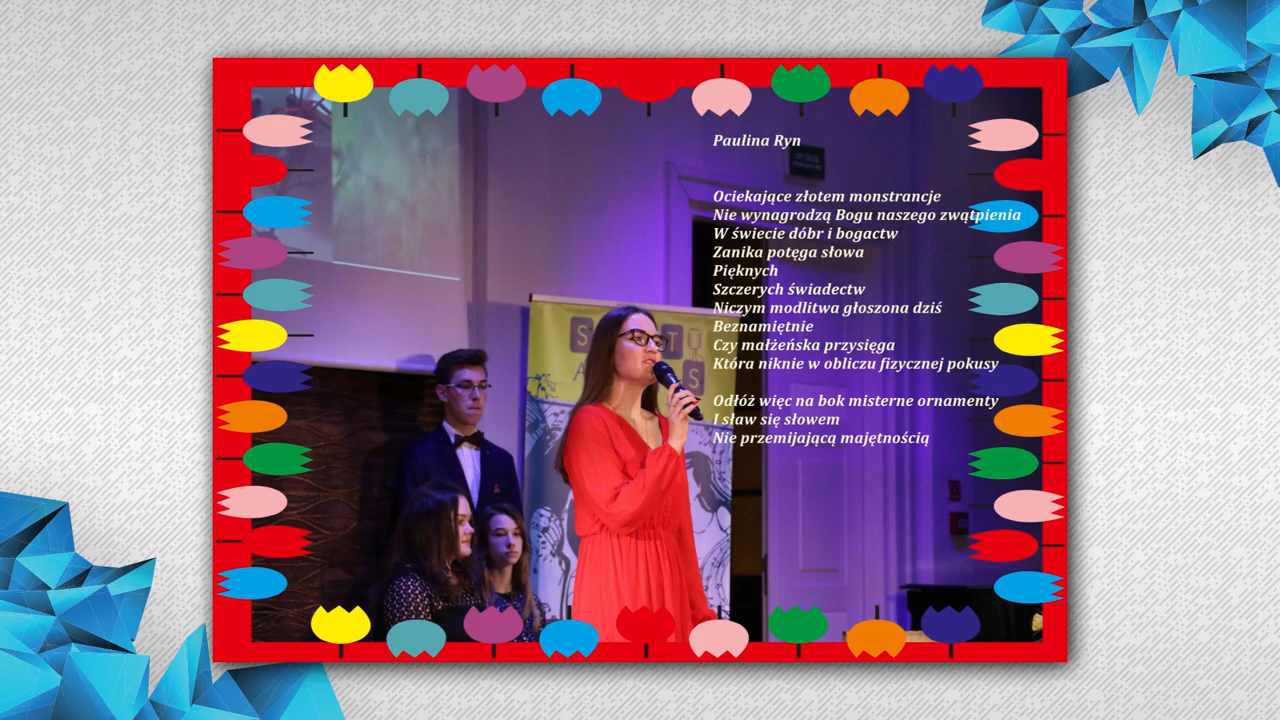 Paulina Ryn
Ociekające złotem monstrancje
Nie wynagrodzą Bogu naszego zwątpienia
W świecie dóbr i bogactw
Zanika potęga słowa
Pięknych
Szczerych świadectw
Niczym modlitwa głoszona dziś
Beznamiętnie
Czy małżeńska przysięga
Która niknie w obliczu fizycznej pokusy
Odłóż więc na bok misterne ornamenty
I sław się słowem
Nie przemijającą majętnością